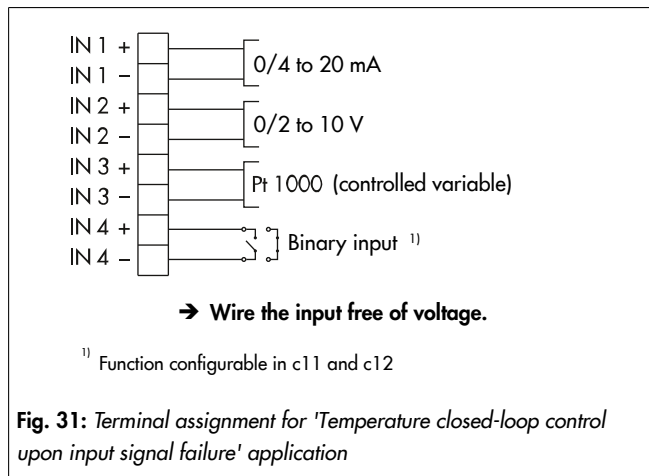 IN 1 +
IN 1 –
0/4 to 20 mA
IN 2 +
IN 2 –
0/2 to 10 V
IN 3 +
IN 3 –
Pt 1000 (controlled variable)
IN 4 +
IN 4 –
Binary input 1)
➔ Wire the input free of voltage.
1) Function configurable in c11 and c12
Fig. 31: Terminal assignment for 'Temperature closed-loop control
upon input signal failure' application